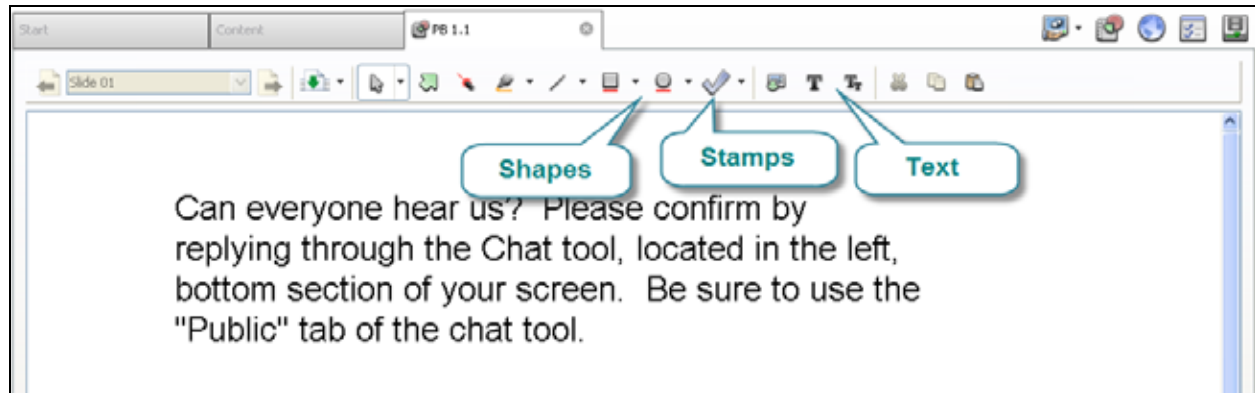 Start
Content
PB 1.1
Slide 01
Shapes
Stamps
Text
Can everyone hear us? Please confirm by
replying through the Chat tool, located in the left,
bottom section of your screen. Be sure to use the
"Public" tab of the chat tool.